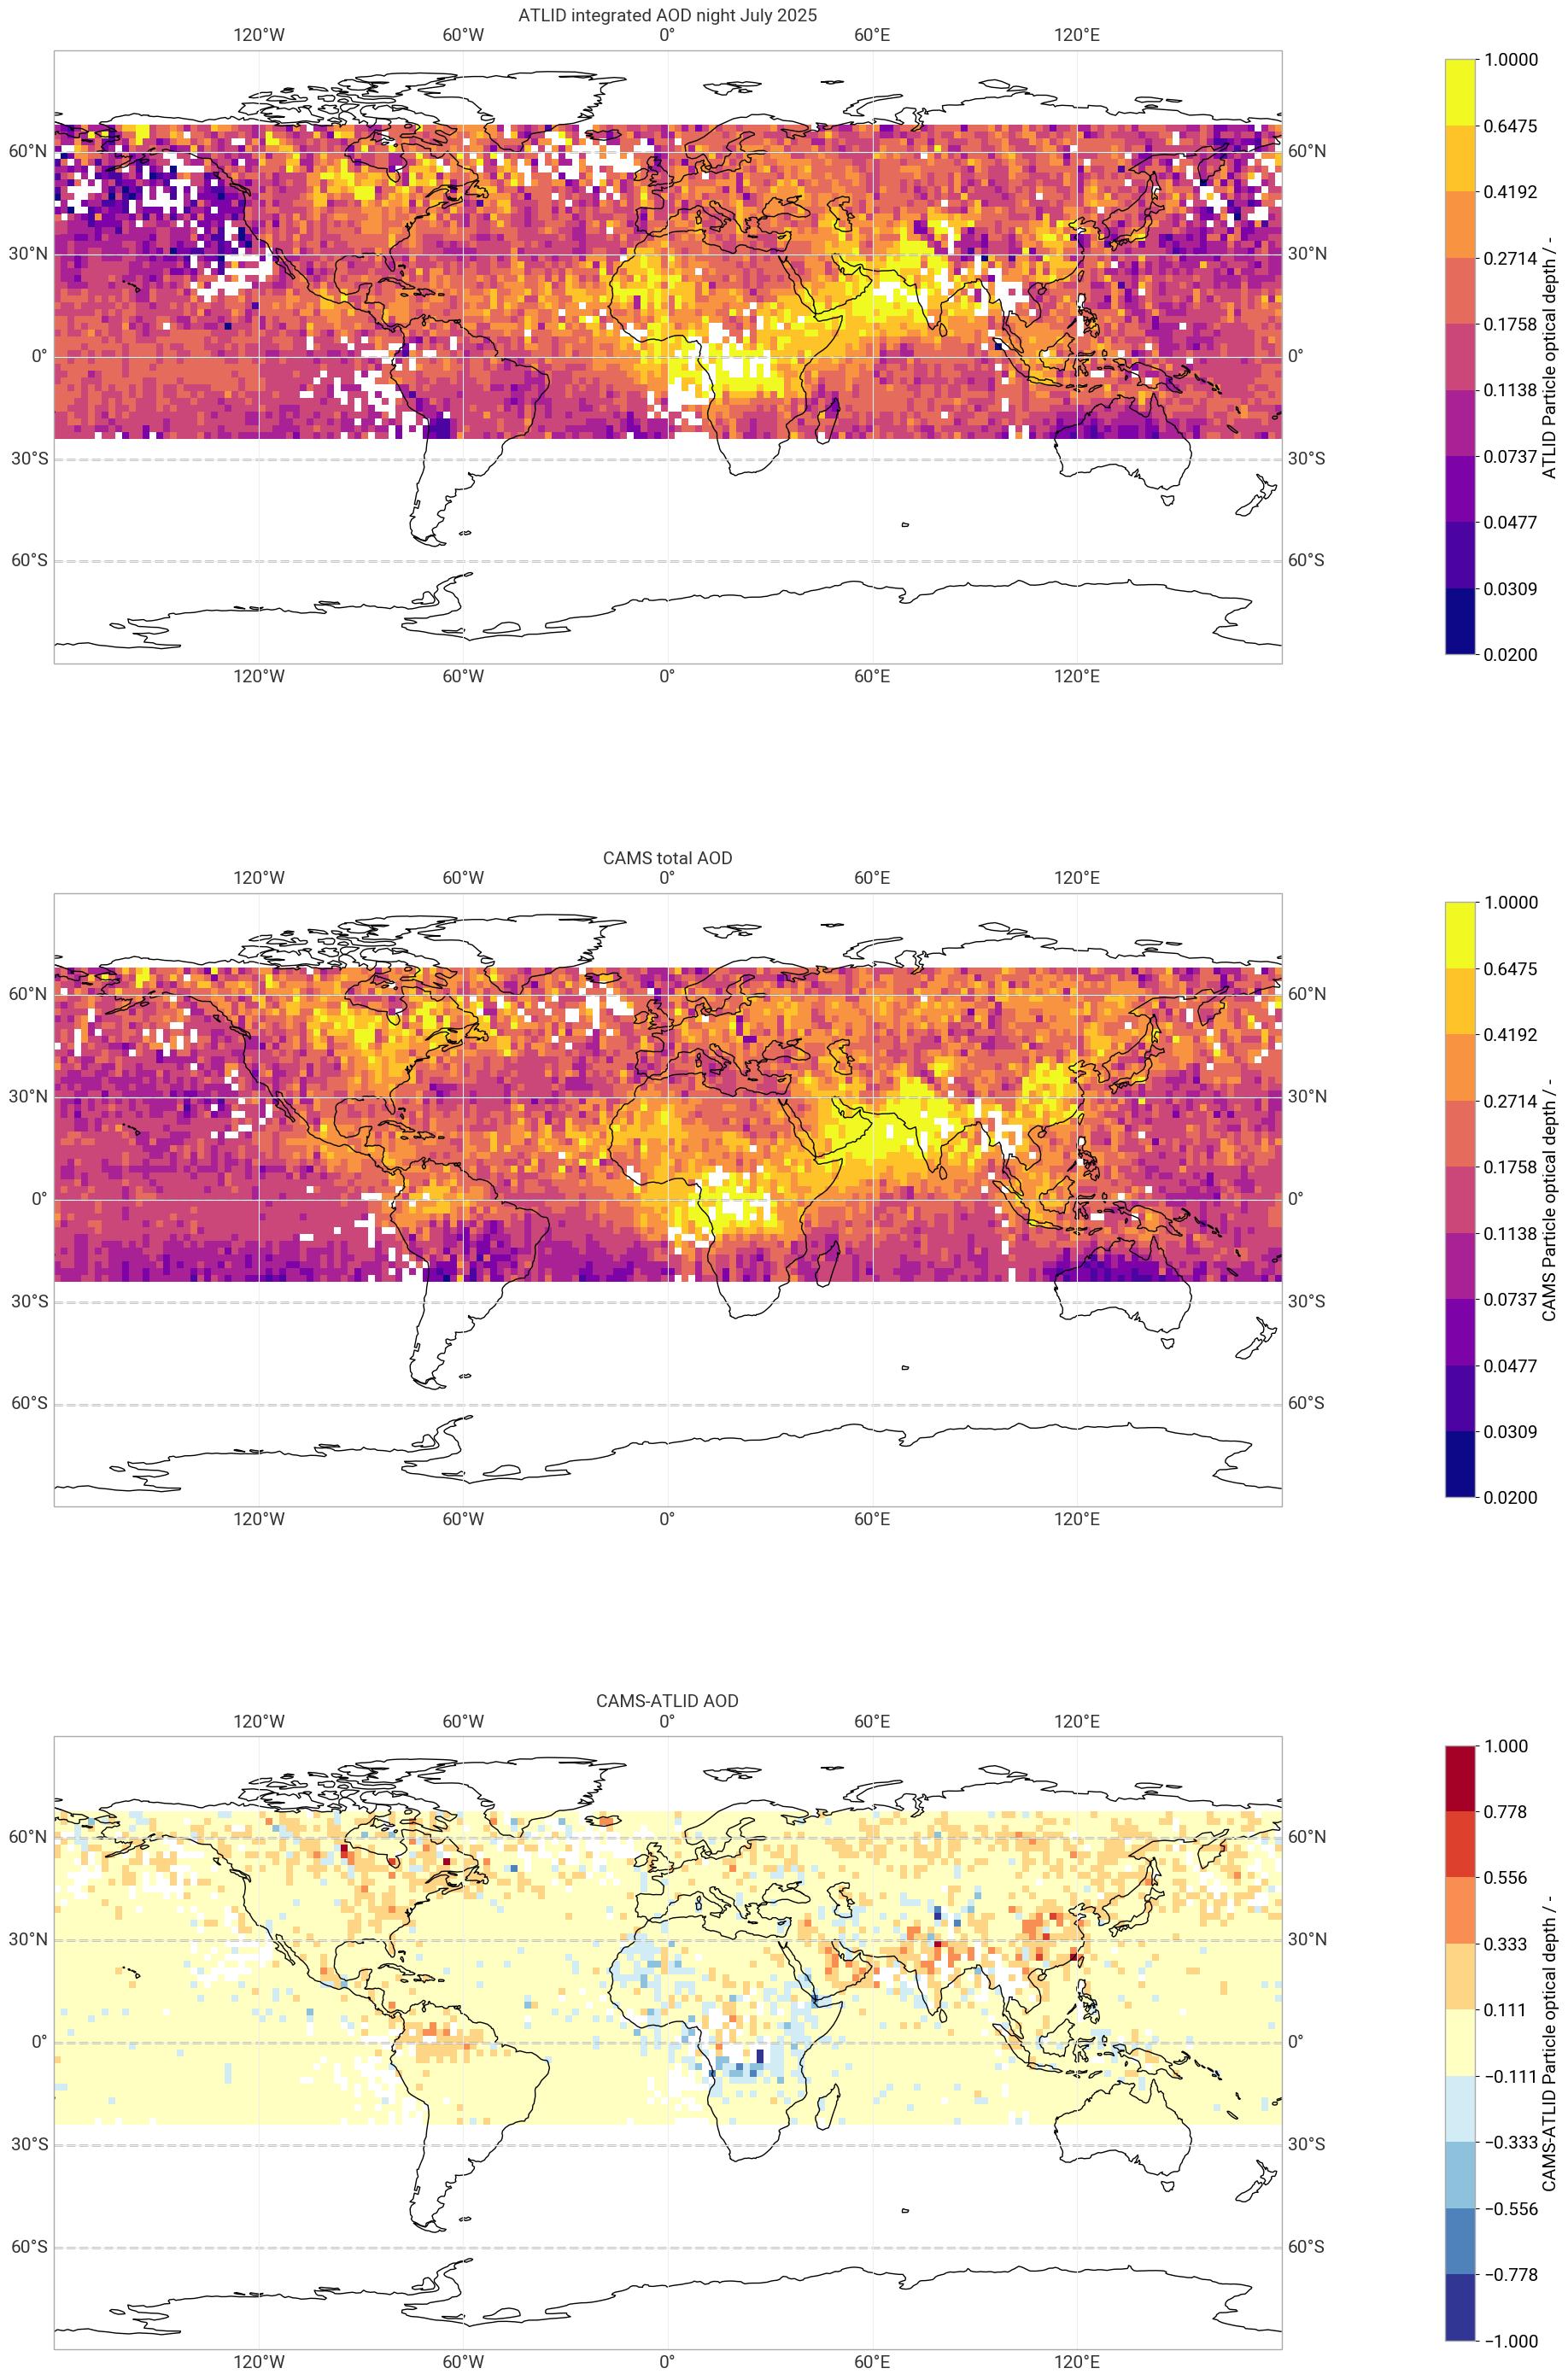 ATLID integrated AOD night July 2025
120°W 60°W 0° 60°E 120°E
60°N 60°N
30°N 30°N
0° 0°
30°S 30°S
60°S 60°S
120°W 60°W 0° 60°E 120°E
1.0000
0.6475
0.4192
0.2714
0.1758
0.1138
0.0737
0.0477
0.0309
0.0200
ATLID Particle optical depth / -
CAMS total AOD
120°W 60°W 0° 60°E 120°E
60°N 60°N
30°N 30°N
0° 0°
30°S 30°S
60°S 60°S
120°W 60°W 0° 60°E 120°E
1.0000
0.6475
0.4192
0.2714
0.1758
0.1138
0.0737
0.0477
0.0309
0.0200
CAMS Particle optical depth / -
CAMS-ATLID AOD
120°W 60°W 0° 60°E 120°E
60°N 60°N
30°N 30°N
0° 0°
30°S 30°S
60°S 60°S
120°W 60°W 0° 60°E 120°E
1.000
0.778
0.556
0.333
0.111
−0.111
−0.333
−0.556
−0.778
−1.000
CAMS-ATLID Particle optical depth / -